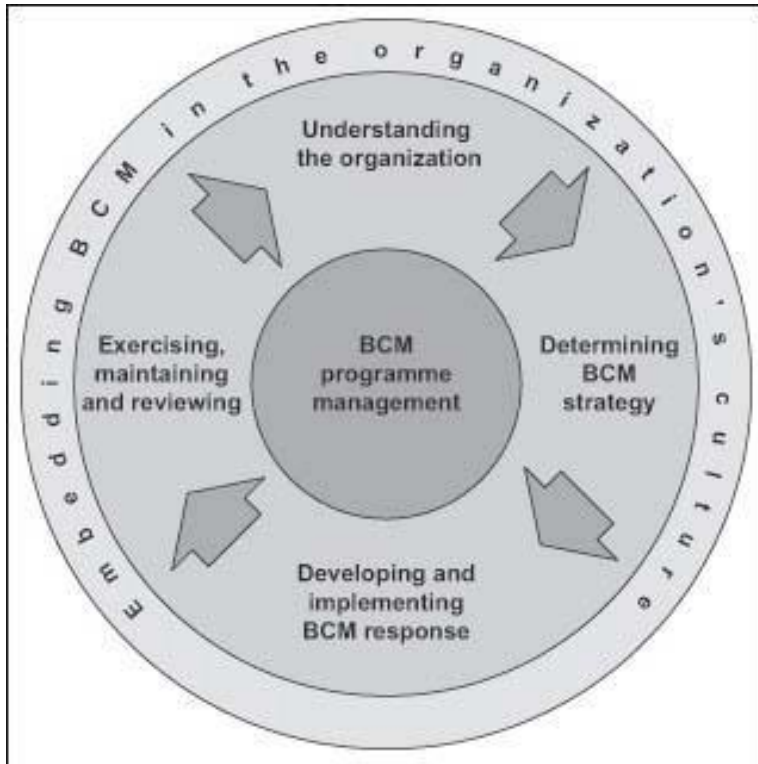 Embedding BCM in the organization's culture
Understanding
the organization
Exercising,
maintaining
and reviewing
BCM
programme
management
Determining
BCM
strategy
Developing and
implementing
BCM response